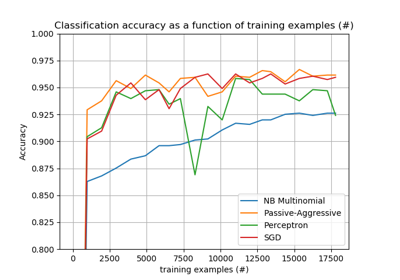 Classification accuracy as a function of training examples (#)
1.000
0.975
0.950
0.925
0.900
0.875
0.850
0.825
0.800
Accuracy
NB Multinomial
Passive-Aggressive
Perceptron
SGD
0 2500 5000 7500 10000 12500 15000 17500
training examples (#)